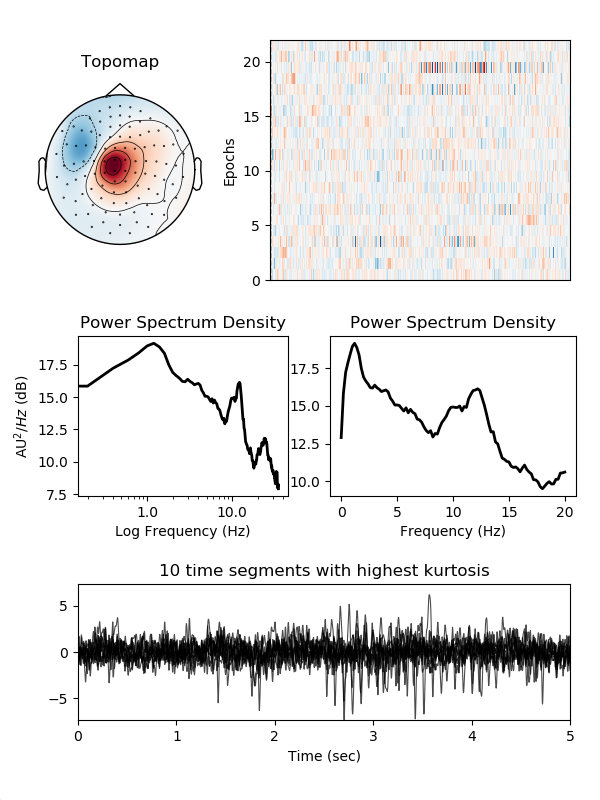 Topomap
Epochs
20
15
10
5
0
Power Spectrum Density
AU²/Hz (dB)
17.5
15.0
12.5
10.0
7.5
1.0 10.0
Log Frequency (Hz)
Power Spectrum Density
17.5
15.0
12.5
10.0
0 5 10 15 20
Frequency (Hz)
10 time segments with highest kurtosis
5
0
−5
0 1 2 3 4 5
Time (sec)